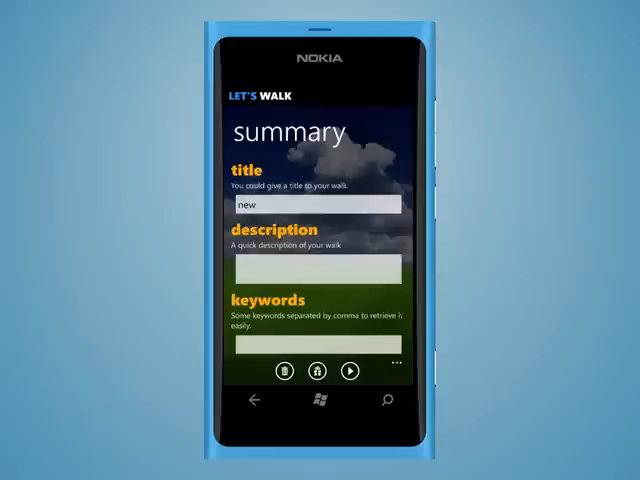 NOKIA
LET'S WALK
summary
title
You could give a title to your walk.
new
description
A quick description of your walk
keywords
Some keywords separated by comma to retrieve i
easily.